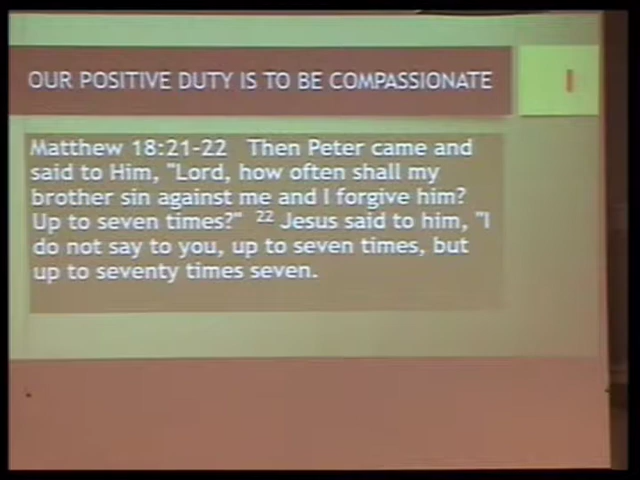 OUR POSITIVE DUTY IS TO BE COMPASSIONATE
I
Matthew 18:21-22 Then Peter came and
said to Him, "Lord, how often shall my
brother sin against me and I forgive him?
Up to seven times?" 22 Jesus said to him, "I
do not say to you, up to seven times, but
up to seventy times seven.